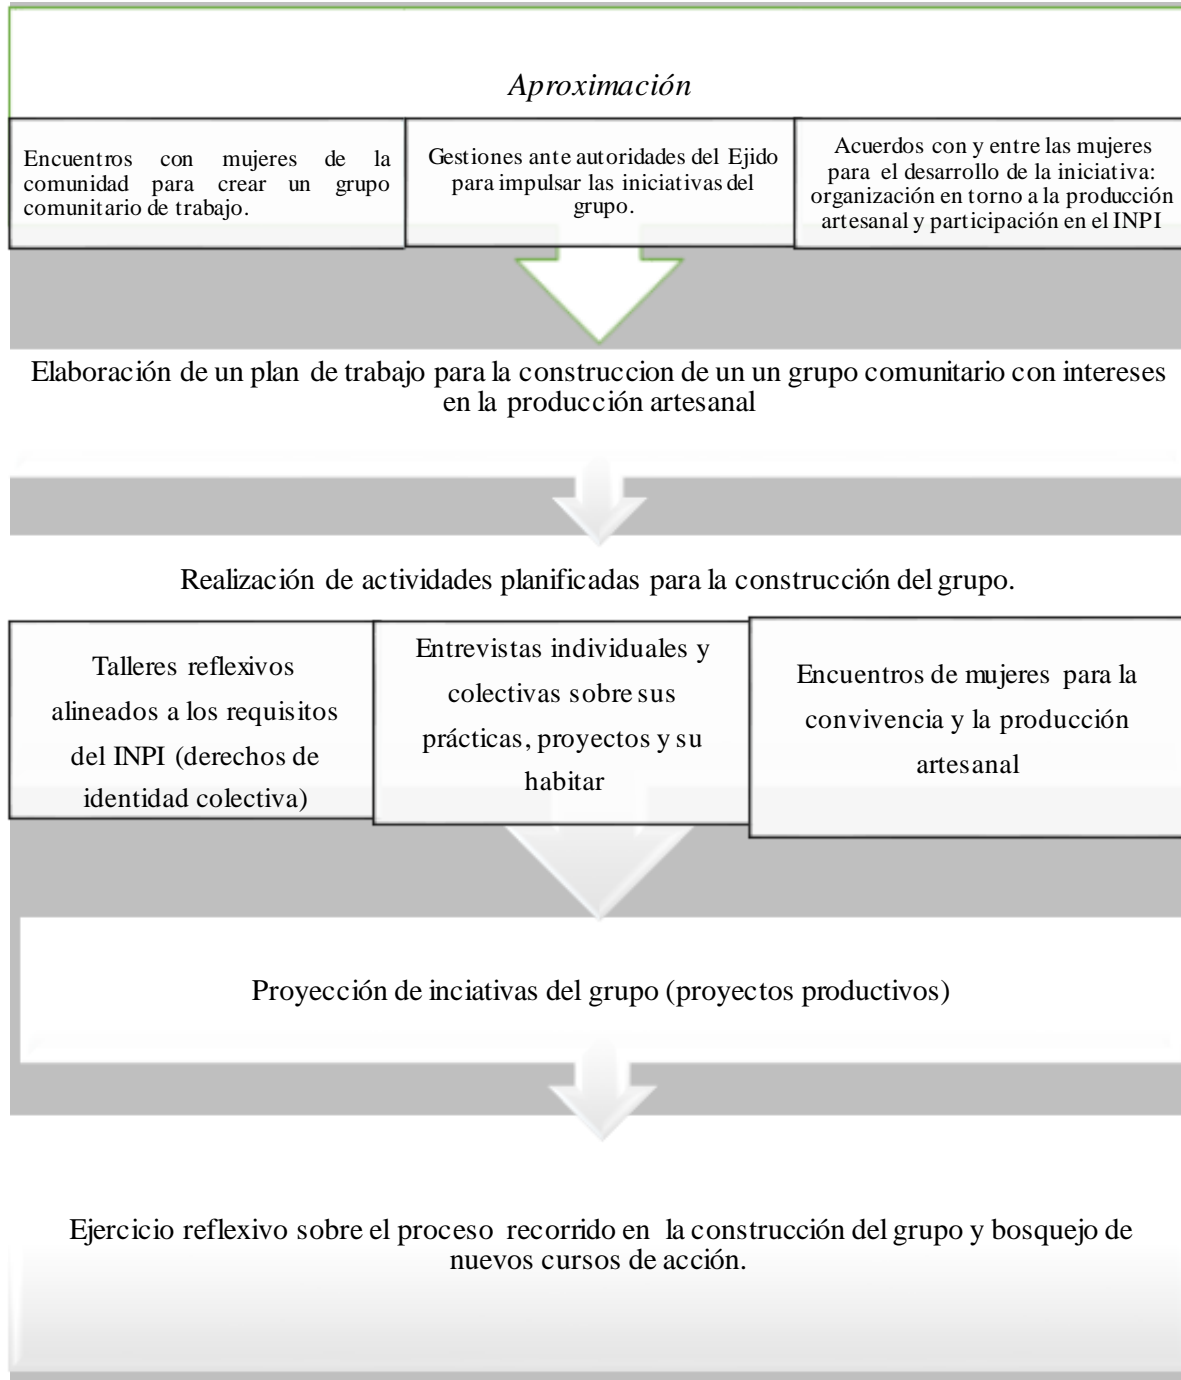 Aproximación
Encuentros con mujeres de la
comunidad para crear un grupo
comunitario de trabajo.
Gestiones ante autoridades del Ejido
para impulsar las iniciativas del
grupo.
Acuerdos con y entre las mujeres
para el desarrollo de la iniciativa:
organización en torno a la producción
artesanal y participación en el INPI
Elaboración de un plan de trabajo para la construccion de un un grupo comunitario con intereses
en la producción artesanal
Realización de actividades planificadas para la construcción del grupo.
Talleres reflexivos
alineados a los requisitos
del INPI (derechos de
identidad colectiva)
Entrevistas individuales y
colectivas sobre sus
prácticas, proyectos y su
habitar
Encuentros de mujeres para la
convivencia y la producción
artesanal
Proyección de inciativas del grupo (proyectos productivos)
Ejercicio reflexivo sobre el proceso recorrido en la construcción del grupo y bosquejo de
nuevos cursos de acción.